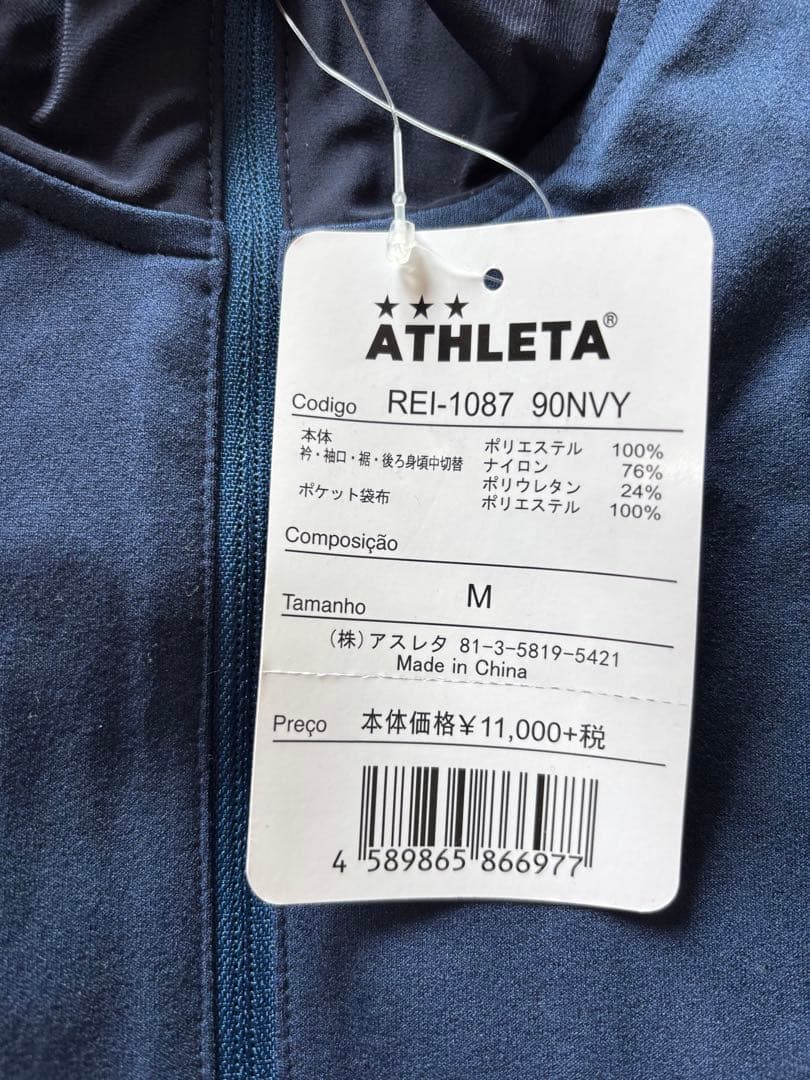 ★★★
ATHLETA®
Codigo REI-1087 90NVY
本体 ポリエステル 100%
衿・袖口・裾・後ろ身頃中切替 ナイロン 76%
ポリウレタン 24%
ポケット袋布 ポリエステル 100%
Composição
Tamanho M
(株)アスレタ 81-3-5819-5421
Made in China
Preço 本体価格¥11,000+税
4 589865 866977